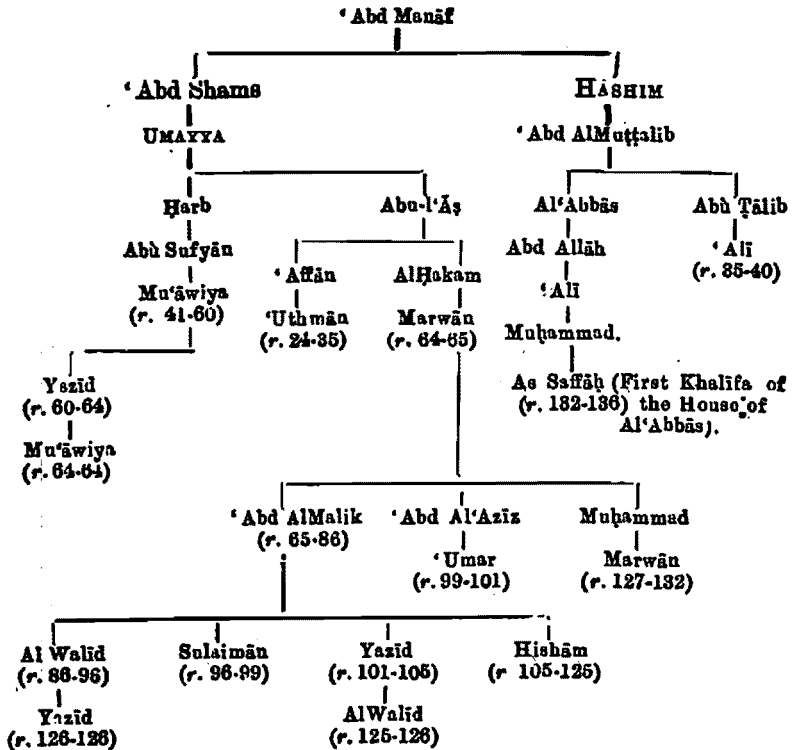 ‘Abd Manāf
‘Abd Shams HĀSHIM
UMAYYA ‘Abd AlMuṭṭalib
Ḥarb Abu-l‘Āṣ Al‘Abbās Abù Ṭālib
Abù Sufyān ‘Affān AlḤakam Abd Allāh ‘Alī
(r. 35-40)
Mu‘āwiya ‘Alī
(r. 41-60) ‘Uthmān Marwān
(r. 24-35) (r. 64-65) Muḥammad.
Yazīd As Saffāḥ (First Khalīfa of
(r. 60-64) (r. 132-136) the House of
Al‘Abbās).
Mu‘āwiya
(r. 64-64)
‘Abd AlMalik ‘Abd Al‘Azīz Muḥammad
(r. 65-86)
‘Umar Marwān
(r. 99-101) (r. 127-132)
Al Walīd Sulaimān Yazīd Hishām
(r. 86-96) (r. 96-99) (r. 101-105) (r 105-125)
Yazīd AlWalīd
(r. 126-126) (r. 125-126)